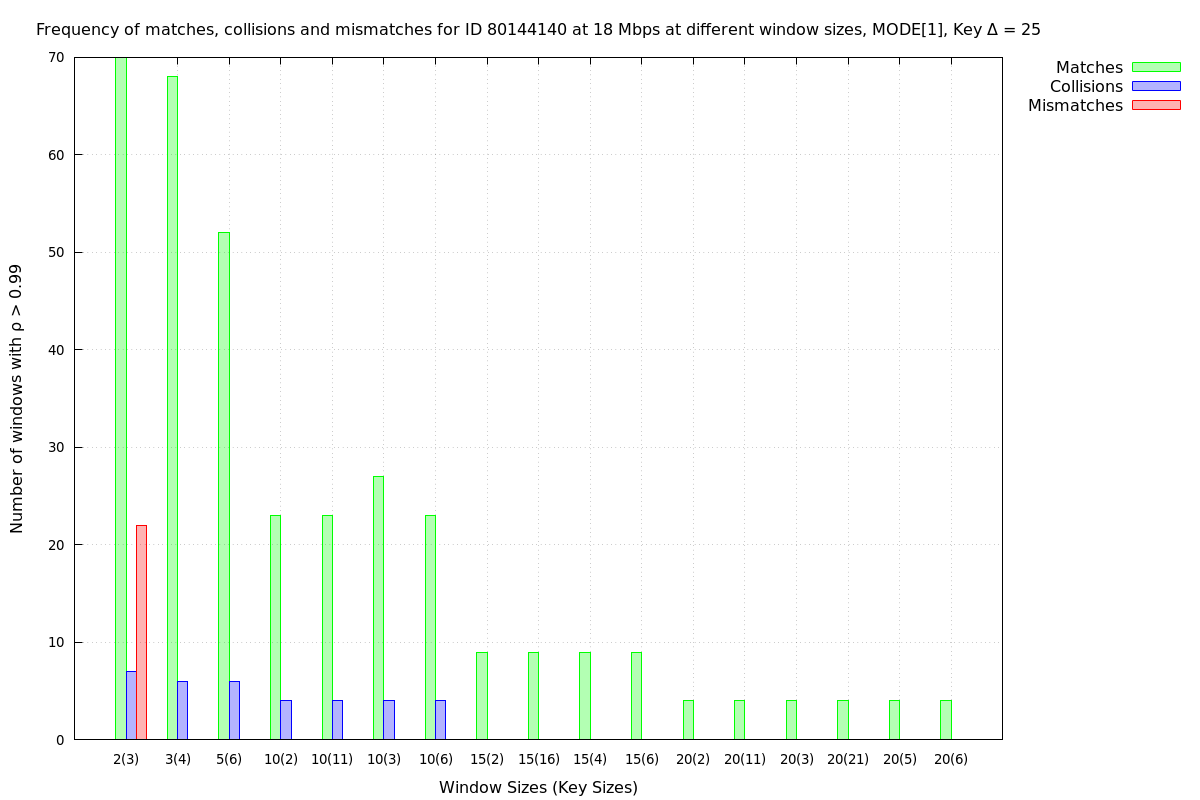 Frequency of matches, collisions and mismatches for ID 80144140 at 18 Mbps at different window sizes, MODE[1], Key Δ = 25
Matches
Collisions
Mismatches
Number of windows with ρ > 0.99
70
60
50
40
30
20
10
0
2(3) 3(4) 5(6) 10(2) 10(11) 10(3) 10(6) 15(2) 15(16) 15(4) 15(6) 20(2) 20(11) 20(3) 20(21) 20(5) 20(6)
Window Sizes (Key Sizes)